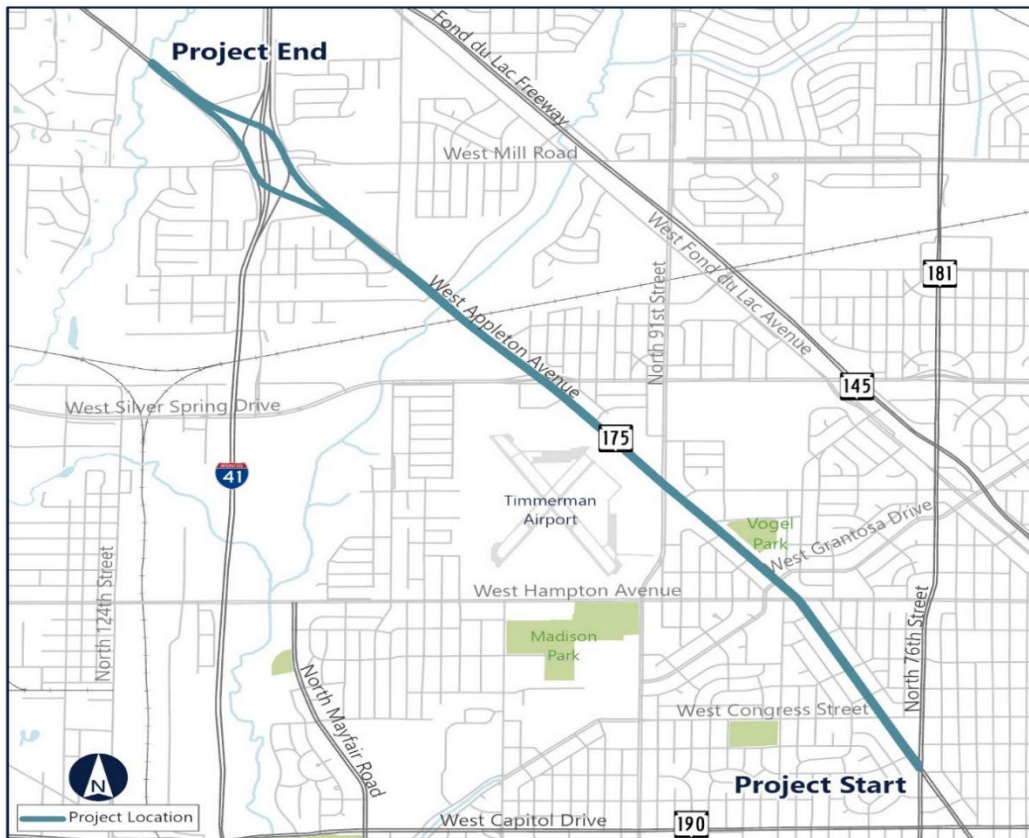 Project End
Fond du Lac Freeway
West Mill Road
West Fond du Lac Avenue
181
West Appleton Avenue
North 91st Street
145
West Silver Spring Drive
175
INTERSTATE
41
Timmerman
Airport
Vogel
Park
West Grantosa Drive
North 124th Street
West Hampton Avenue
North 76th Street
Madison
Park
North Mayfair Road
West Congress Street
Project Start
N
Project Location
West Capitol Drive
190